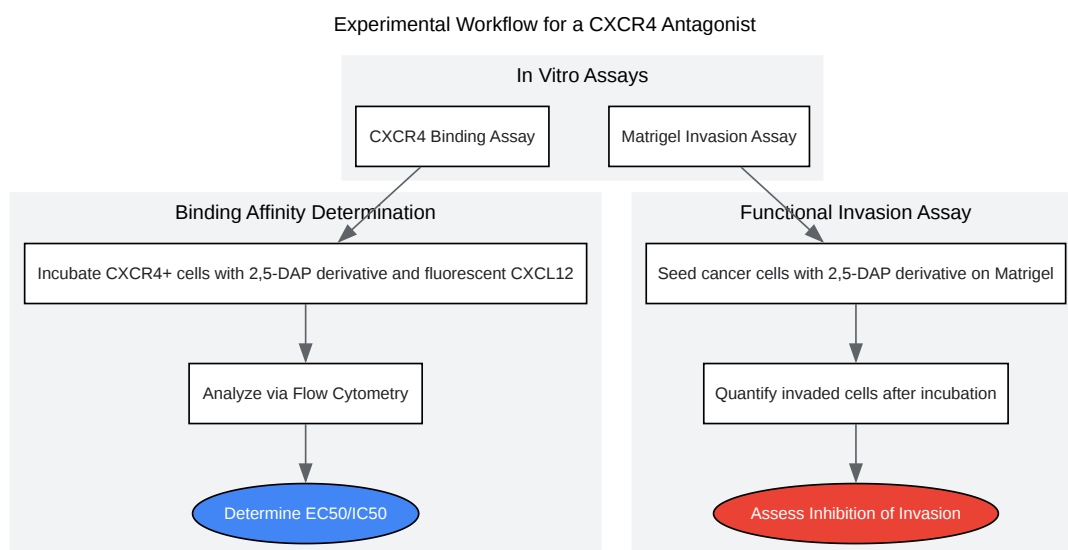 Experimental Workflow for a CXCR4 Antagonist
In Vitro Assays
CXCR4 Binding Assay
Matrigel Invasion Assay
Binding Affinity Determination
Functional Invasion Assay
Incubate CXCR4+ cells with 2,5-DAP derivative and fluorescent CXCL12
Seed cancer cells with 2,5-DAP derivative on Matrigel
Analyze via Flow Cytometry
Quantify invaded cells after incubation
Determine EC50/IC50
Assess Inhibition of Invasion